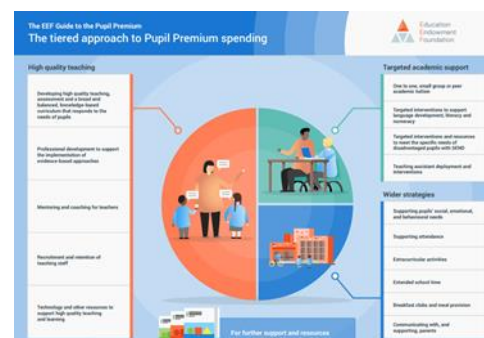 The EEF Guide to the Pupil Premium
The tiered approach to Pupil Premium spending
Education
Endowment
Foundation
High quality teaching
Developing high quality teaching,
assessment and a broad and
balanced, knowledge-based
curriculum that responds to the
needs of pupils
Professional development to support
the implementation of
evidence-based approaches
Mentoring and coaching for teachers
Recruitment and retention of
teaching staff
Technology and other resources to
support high quality teaching
and learning
Targeted academic support
One to one, small group or peer
academic tuition
Targeted interventions to support
language development, literacy and
numeracy
Targeted interventions and resources
to meet the specific needs of
disadvantaged pupils with SEND
Teaching assistant deployment and
interventions
Wider strategies
Supporting pupils' social, emotional,
and behavioural needs
Supporting attendance
Extracurricular activities
Extended school time
Breakfast clubs and meal provision
Communicating with, and
supporting, parents
For further support and resources